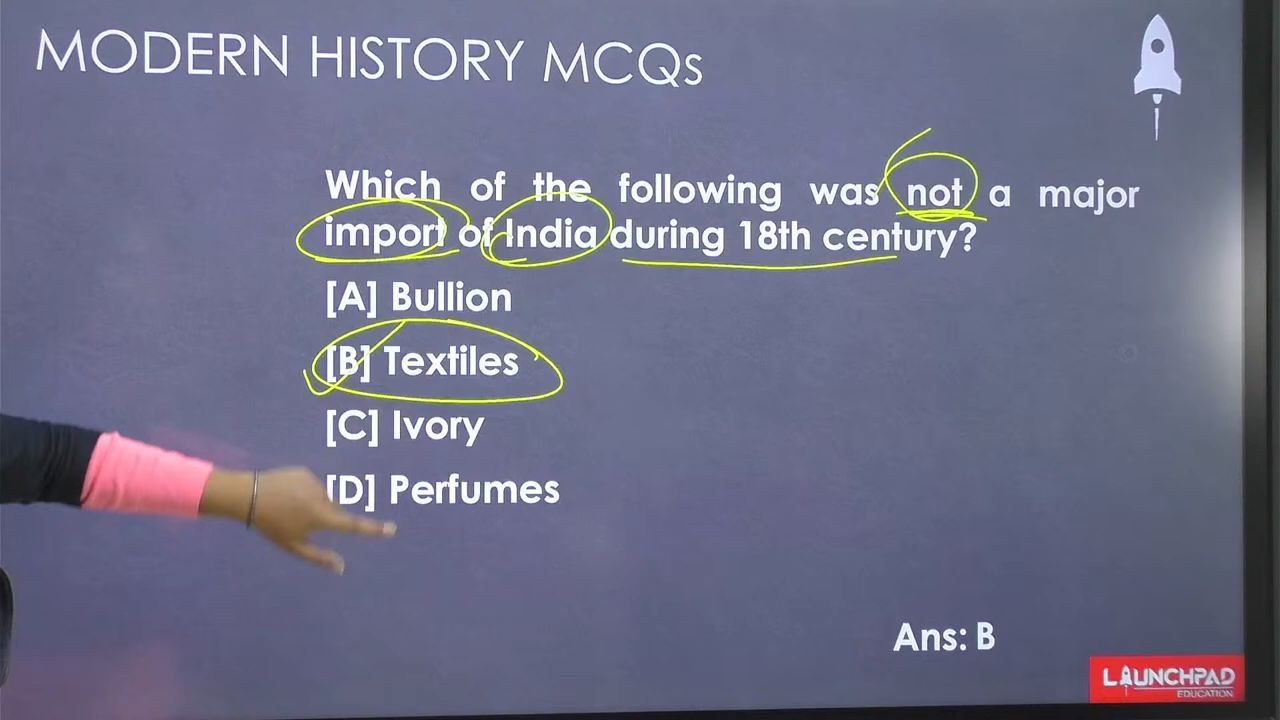 MODERN HISTORY MCQs
Which of the following was not a major
import of India during 18th century?
[A] Bullion
[B] Textiles
[C] Ivory
[D] Perfumes
Ans: B
LAUNCHPAD
EDUCATION